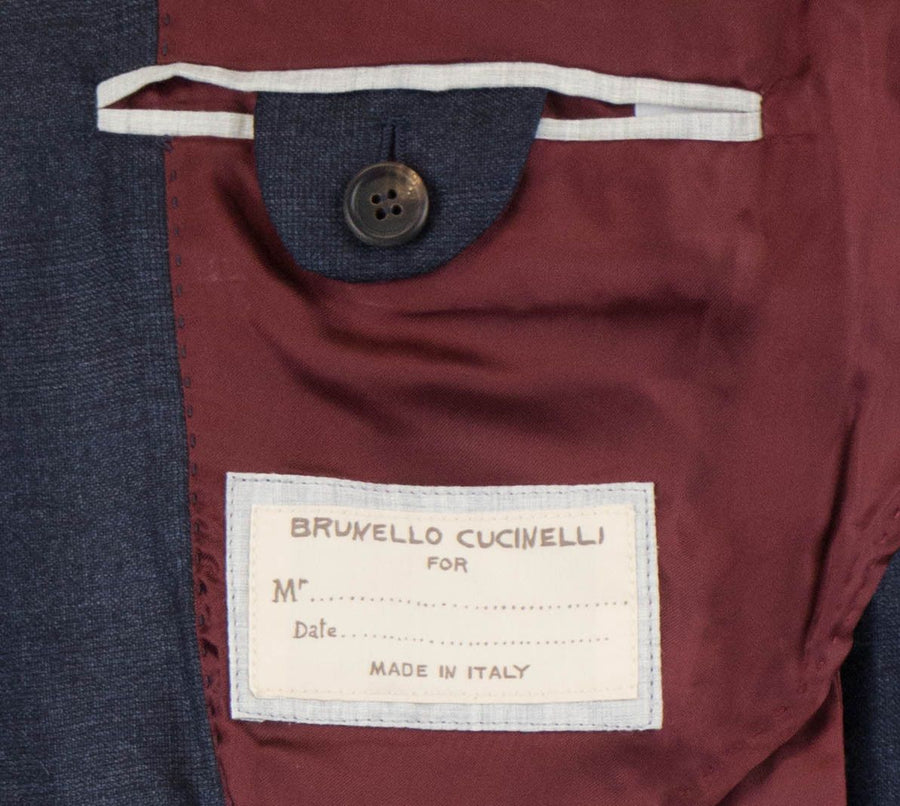 BRUNELLO CUCINELLI
FOR
Mr..............................
Date..............................
MADE IN ITALY